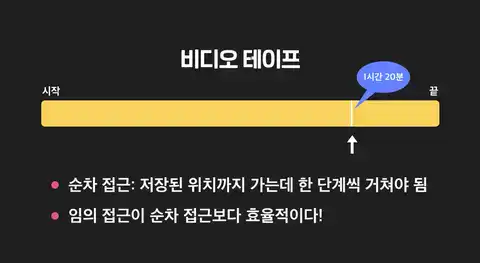 비디오 테이프
1시간 20분
시작
끝
순차 접근: 저장된 위치까지 가는데 한 단계씩 거쳐야 됨
임의 접근이 순차 접근보다 효율적이다!